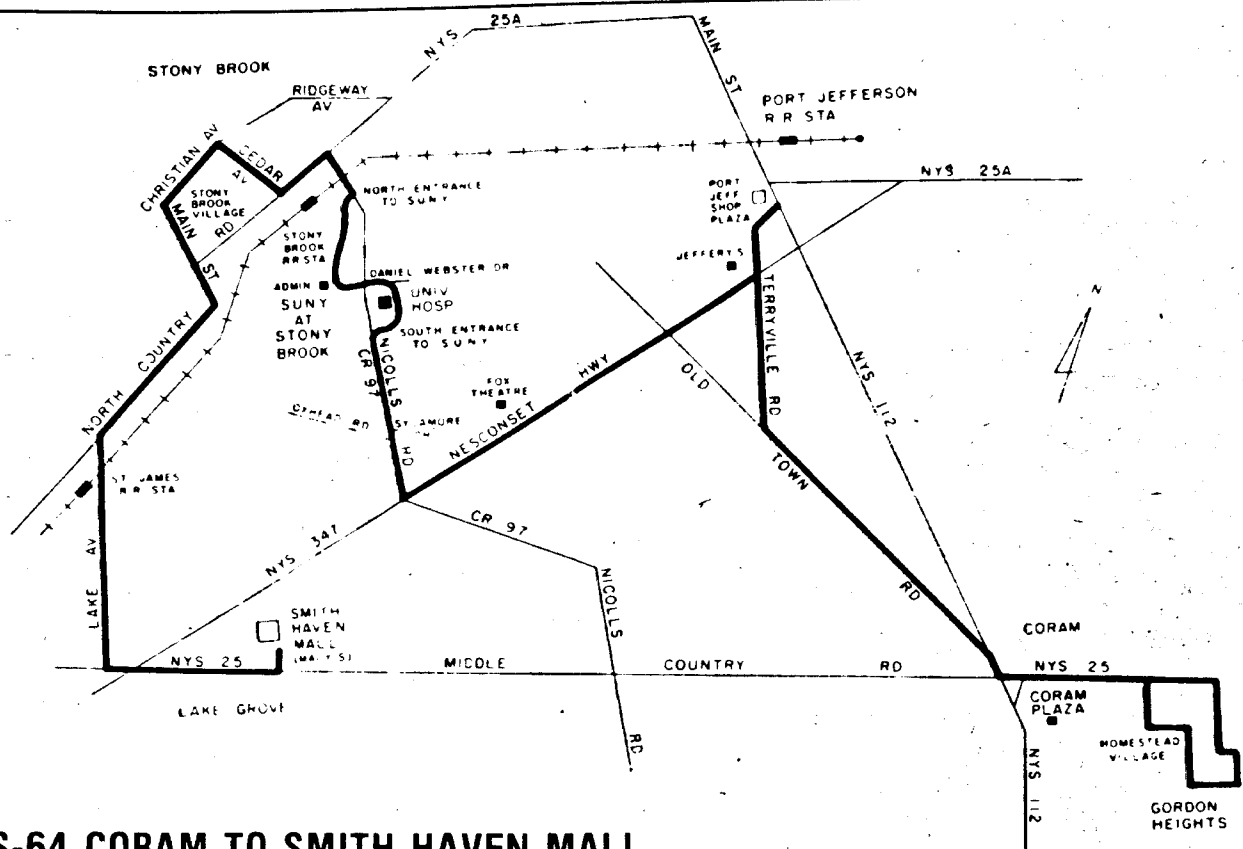 25A
NYS
MAIN ST
STONY BROOK
RIDGEWAY
AV
PORT JEFFERSON
R R STA
CHRISTIAN AV
CEDAR
AV
NYS 25A
NORTH ENTRANCE
TO SUNY
PORT
JEFF
SHOP
PLAZA
STONY
BROOK
VILLAGE
MAIN ST
RD
STONY
BROOK
RR STA
JEFFERY S
DANIEL WEBSTER DR
ADMIN
SUNY
AT
STONY
BROOK
UNIV
HOSP
TERRYVILLE RD
N
SOUTH ENTRANCE
TO SUNY
NORTH COUNTRY
NICOLLS RD
CR 97
HWY
OLD
NYS 112
FOX
THEATRE
RD
SYCAMORE
NESCONSET
TOWN
ST. JAMES
R R STA
CR 97
NYS 347
LAKE AV
NICOLLS
RD
SMITH
HAVEN
MALL
(MACY'S)
CORAM
NYS 25
MIDDLE
COUNTRY
RD
NYS 25
LAKE GROVE
CORAM
PLAZA
RD
HOMESTEAD
VILLAGE
NYS 112
GORDON
HEIGHTS
S-64 CORAM TO SMITH HAVEN MALL